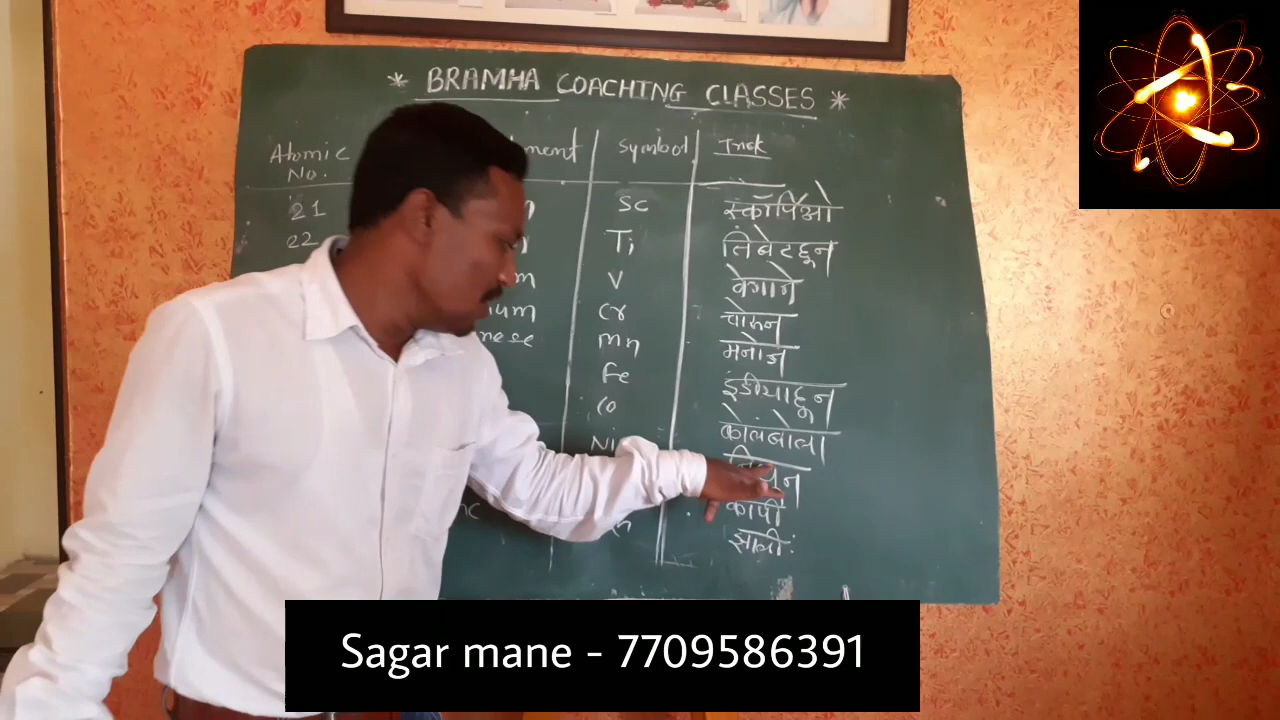 * BRAMHA COACHING CLASSES *
Atomic No. ment Symbol Trick
21 Sc स्कॉर्पिओ
22 Ti तिबेटहून
m V वेगाने
ium Cr चोरून
nese Mn मनोज
Fe इंडीयाहून
Co कोलंबोला
Ni
कॉपी
nc झाली:
Sagar mane - 7709586391